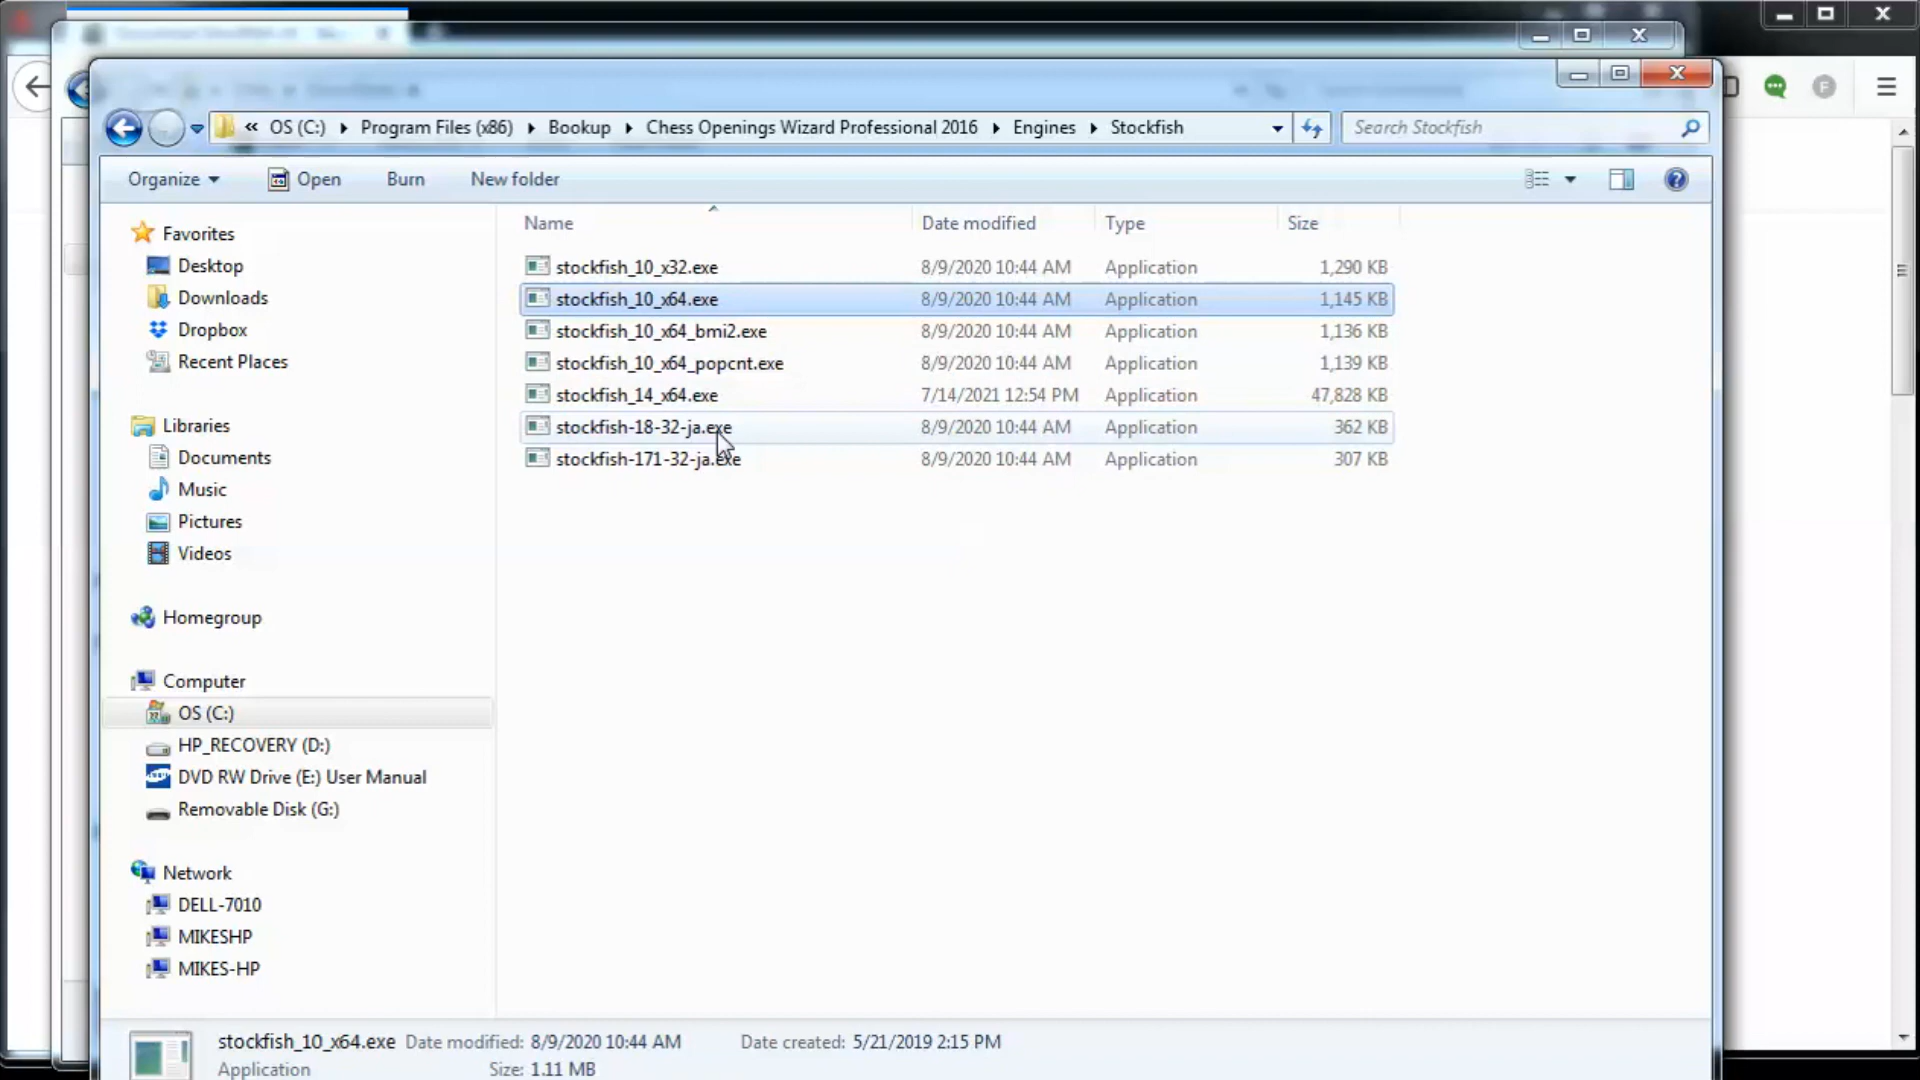 « OS (C:) Program Files (x86) Bookup Chess Openings Wizard Professional 2016 Engines Stockfish Search Stockfish
Organize Open Burn New folder
Name Date modified Type Size
stockfish_10_x32.exe 8/9/2020 10:44 AM Application 1,290 KB
stockfish_10_x64.exe 8/9/2020 10:44 AM Application 1,145 KB
stockfish_10_x64_bmi2.exe 8/9/2020 10:44 AM Application 1,136 KB
stockfish_10_x64_popcnt.exe 8/9/2020 10:44 AM Application 1,139 KB
stockfish_14_x64.exe 7/14/2021 12:54 PM Application 47,828 KB
stockfish-18-32-ja.exe 8/9/2020 10:44 AM Application 362 KB
stockfish-171-32-ja.exe 8/9/2020 10:44 AM Application 307 KB
Favorites
Desktop
Downloads
Dropbox
Recent Places
Libraries
Documents
Music
Pictures
Videos
Homegroup
Computer
OS (C:)
HP_RECOVERY (D:)
DVD RW Drive (E:) User Manual
Removable Disk (G:)
Network
DELL-7010
MIKESHP
MIKES-HP
stockfish_10_x64.exe Date modified: 8/9/2020 10:44 AM Date created: 5/21/2019 2:15 PM
Application Size: 1.11 MB
F